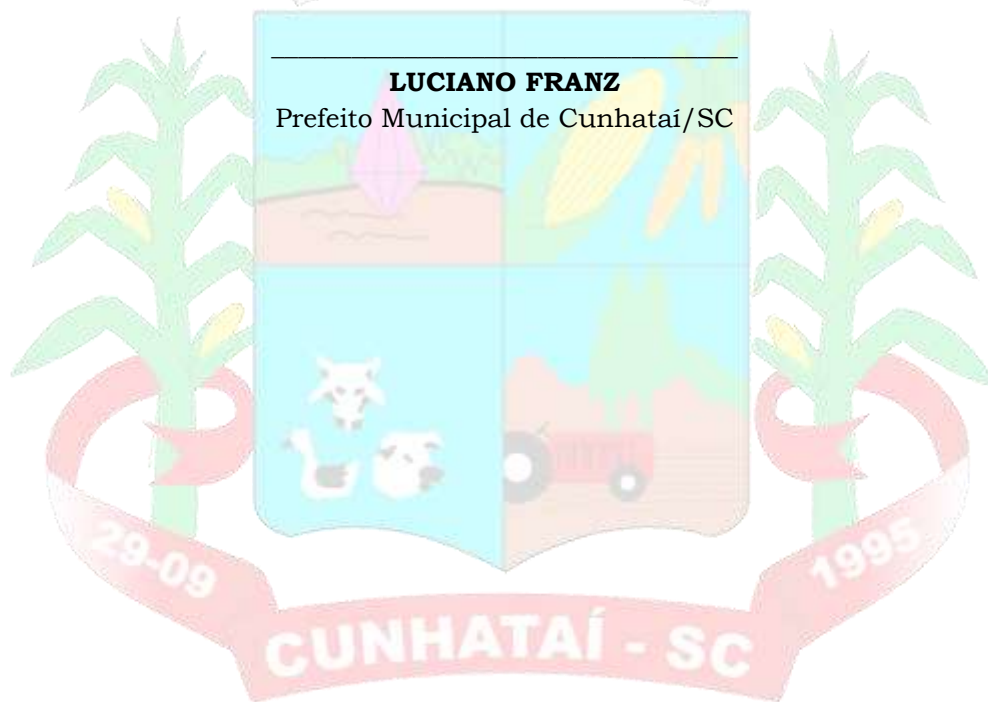 LUCIANO FRANZ
Prefeito Municipal de Cunhataí/SC
29-09
1995
CUNHATAÍ - SC